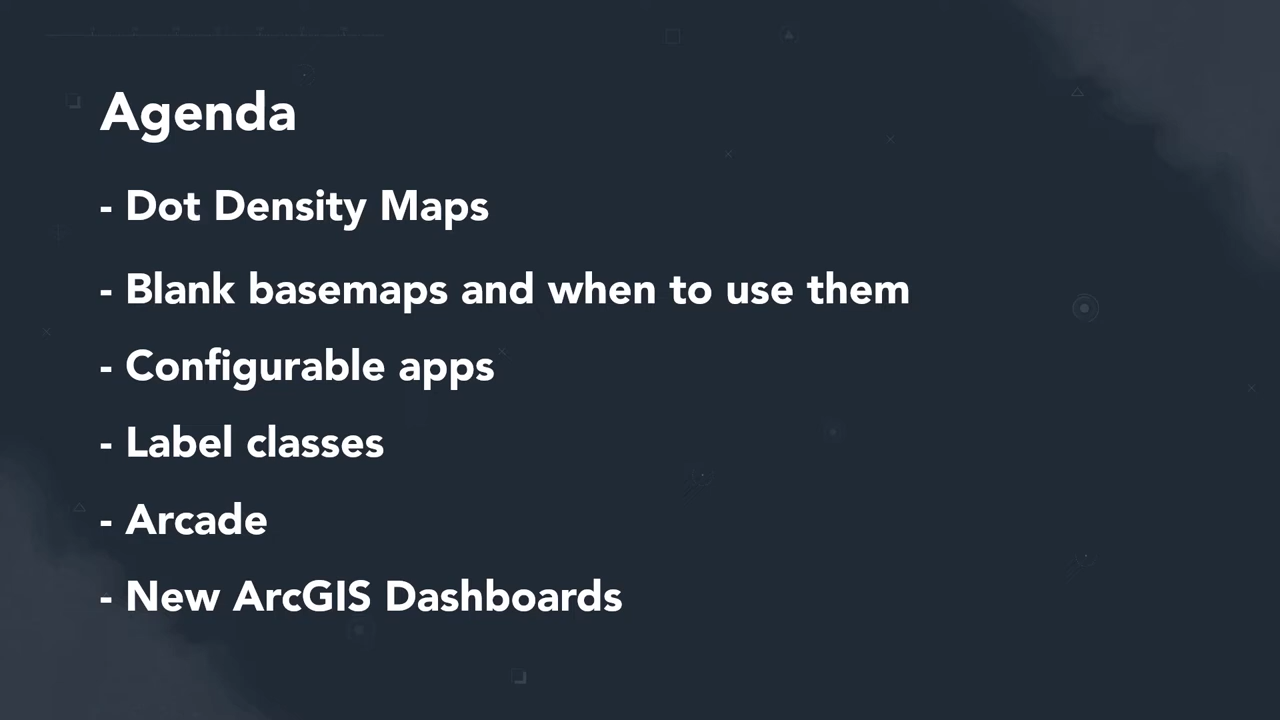 Agenda
- Dot Density Maps
- Blank basemaps and when to use them
- Configurable apps
- Label classes
- Arcade
- New ArcGIS Dashboards